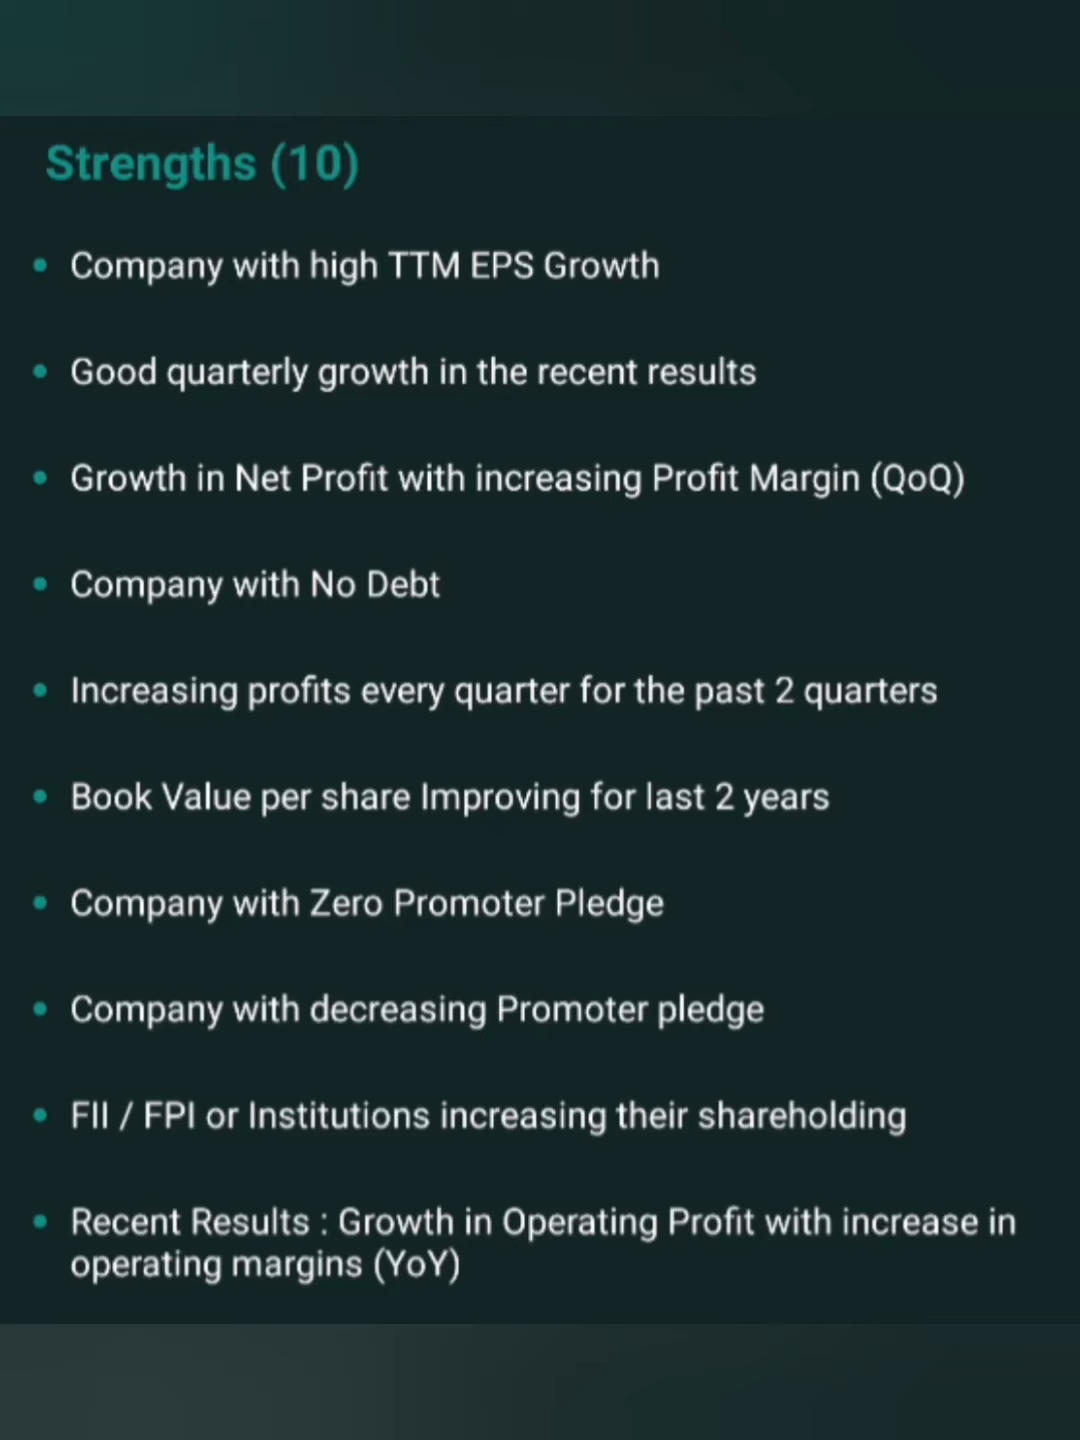 Strengths (10)
• Company with high TTM EPS Growth
• Good quarterly growth in the recent results
• Growth in Net Profit with increasing Profit Margin (QoQ)
• Company with No Debt
• Increasing profits every quarter for the past 2 quarters
• Book Value per share Improving for last 2 years
• Company with Zero Promoter Pledge
• Company with decreasing Promoter pledge
• FII / FPI or Institutions increasing their shareholding
• Recent Results : Growth in Operating Profit with increase in
operating margins (YoY)